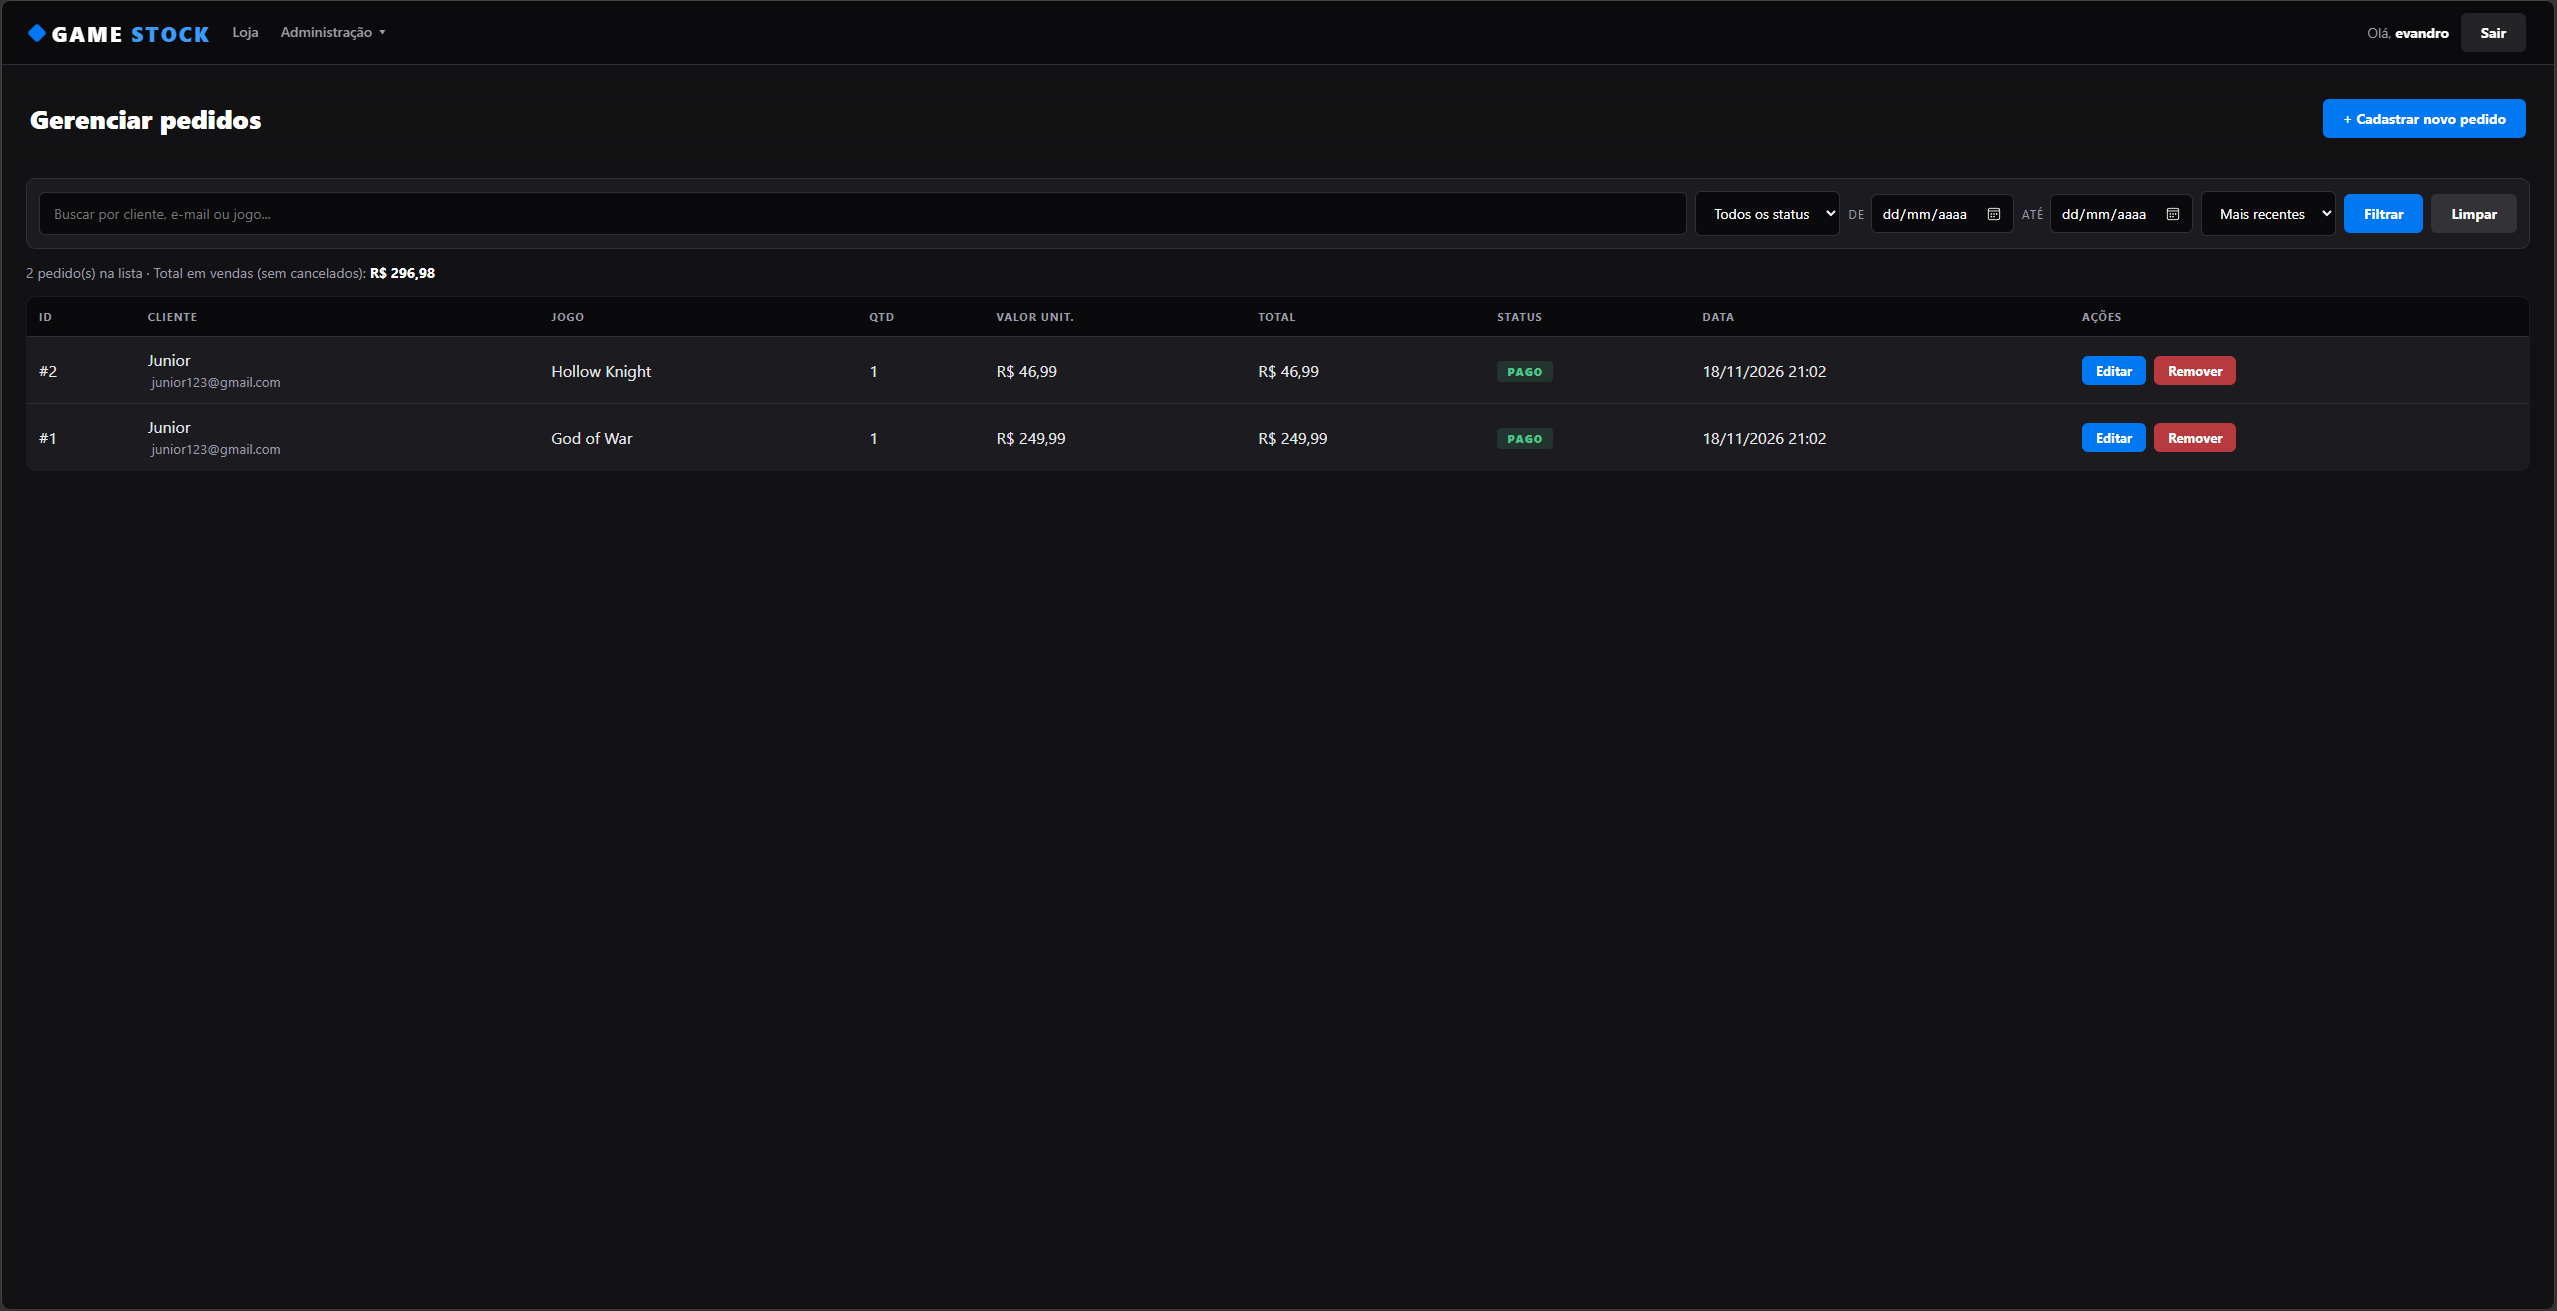 GAME STOCK Loja Administração ▾ Olá, evandro Sair
Gerenciar pedidos + Cadastrar novo pedido
Buscar por cliente, e-mail ou jogo... Todos os status DE dd/mm/aaaa ATÉ dd/mm/aaaa Mais recentes Filtrar Limpar
2 pedido(s) na lista · Total em vendas (sem cancelados): R$ 296,98
ID CLIENTE JOGO QTD VALOR UNIT. TOTAL STATUS DATA AÇÕES
#2 Junior Hollow Knight 1 R$ 46,99 R$ 46,99 PAGO 18/11/2026 21:02 Editar Remover
junior123@gmail.com
#1 Junior God of War 1 R$ 249,99 R$ 249,99 PAGO 18/11/2026 21:02 Editar Remover
junior123@gmail.com